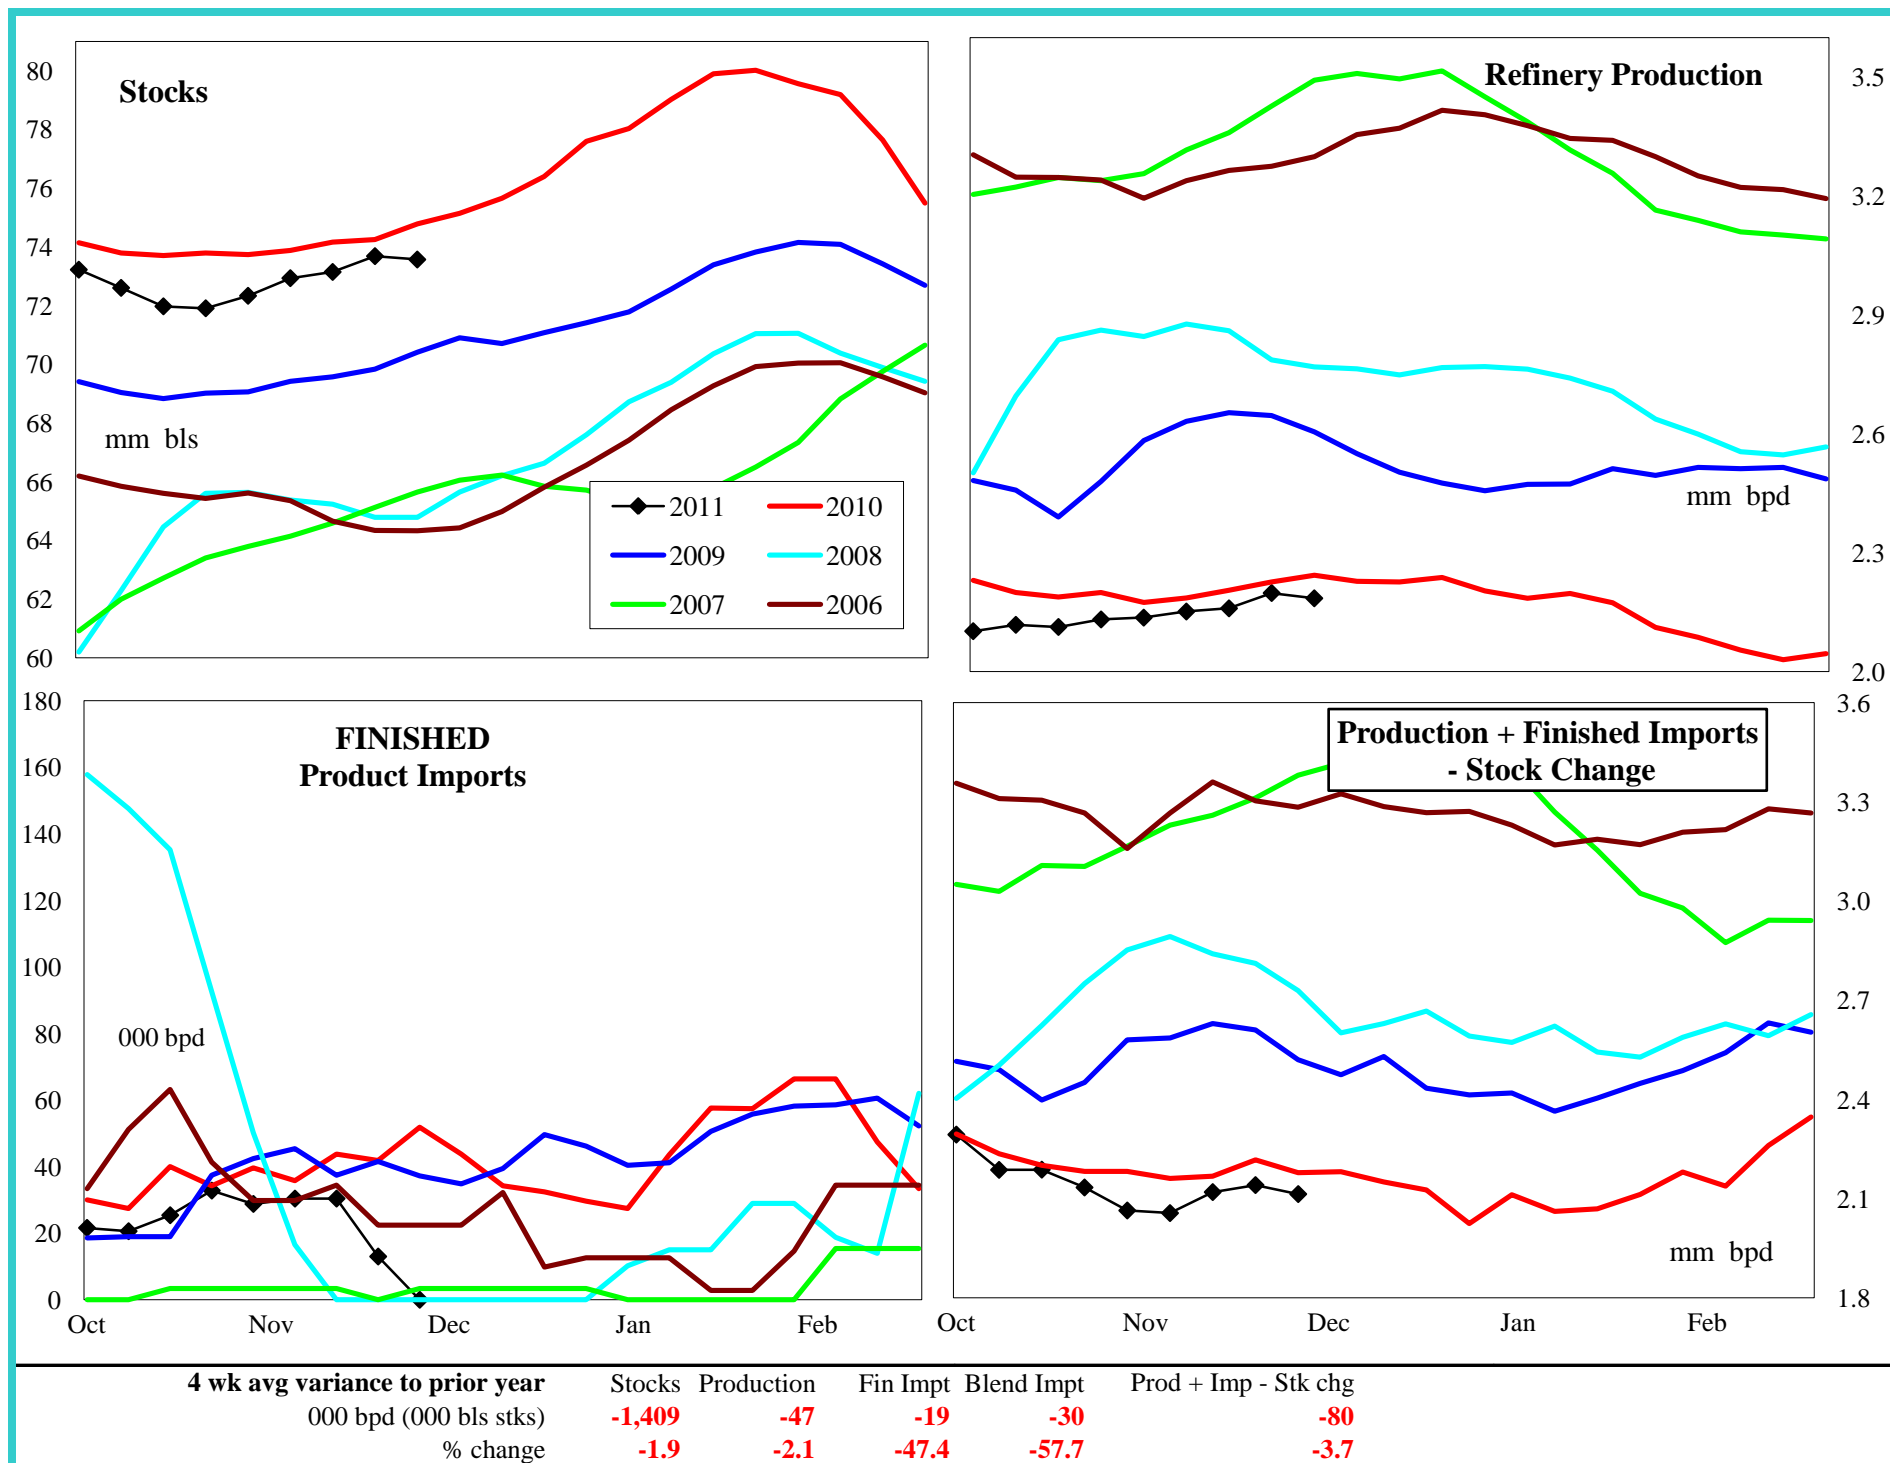 Stocks
80
78
76
74
72
70
68
66
64
62
60
mm bls
2011 2010
2009 2008
2007 2006
Refinery Production
3.5
3.2
2.9
2.6
2.3
2.0
mm bpd
FINISHED
Product Imports
180
160
140
120
100
80
60
40
20
0
000 bpd
Oct Nov Dec Jan Feb
Production + Finished Imports
- Stock Change
3.6
3.3
3.0
2.7
2.4
2.1
1.8
mm bpd
Oct Nov Dec Jan Feb
4 wk avg variance to prior year Stocks Production Fin Impt Blend Impt Prod + Imp - Stk chg
000 bpd (000 bls stks) -1,409 -47 -19 -30 -80
% change -1.9 -2.1 -47.4 -57.7 -3.7